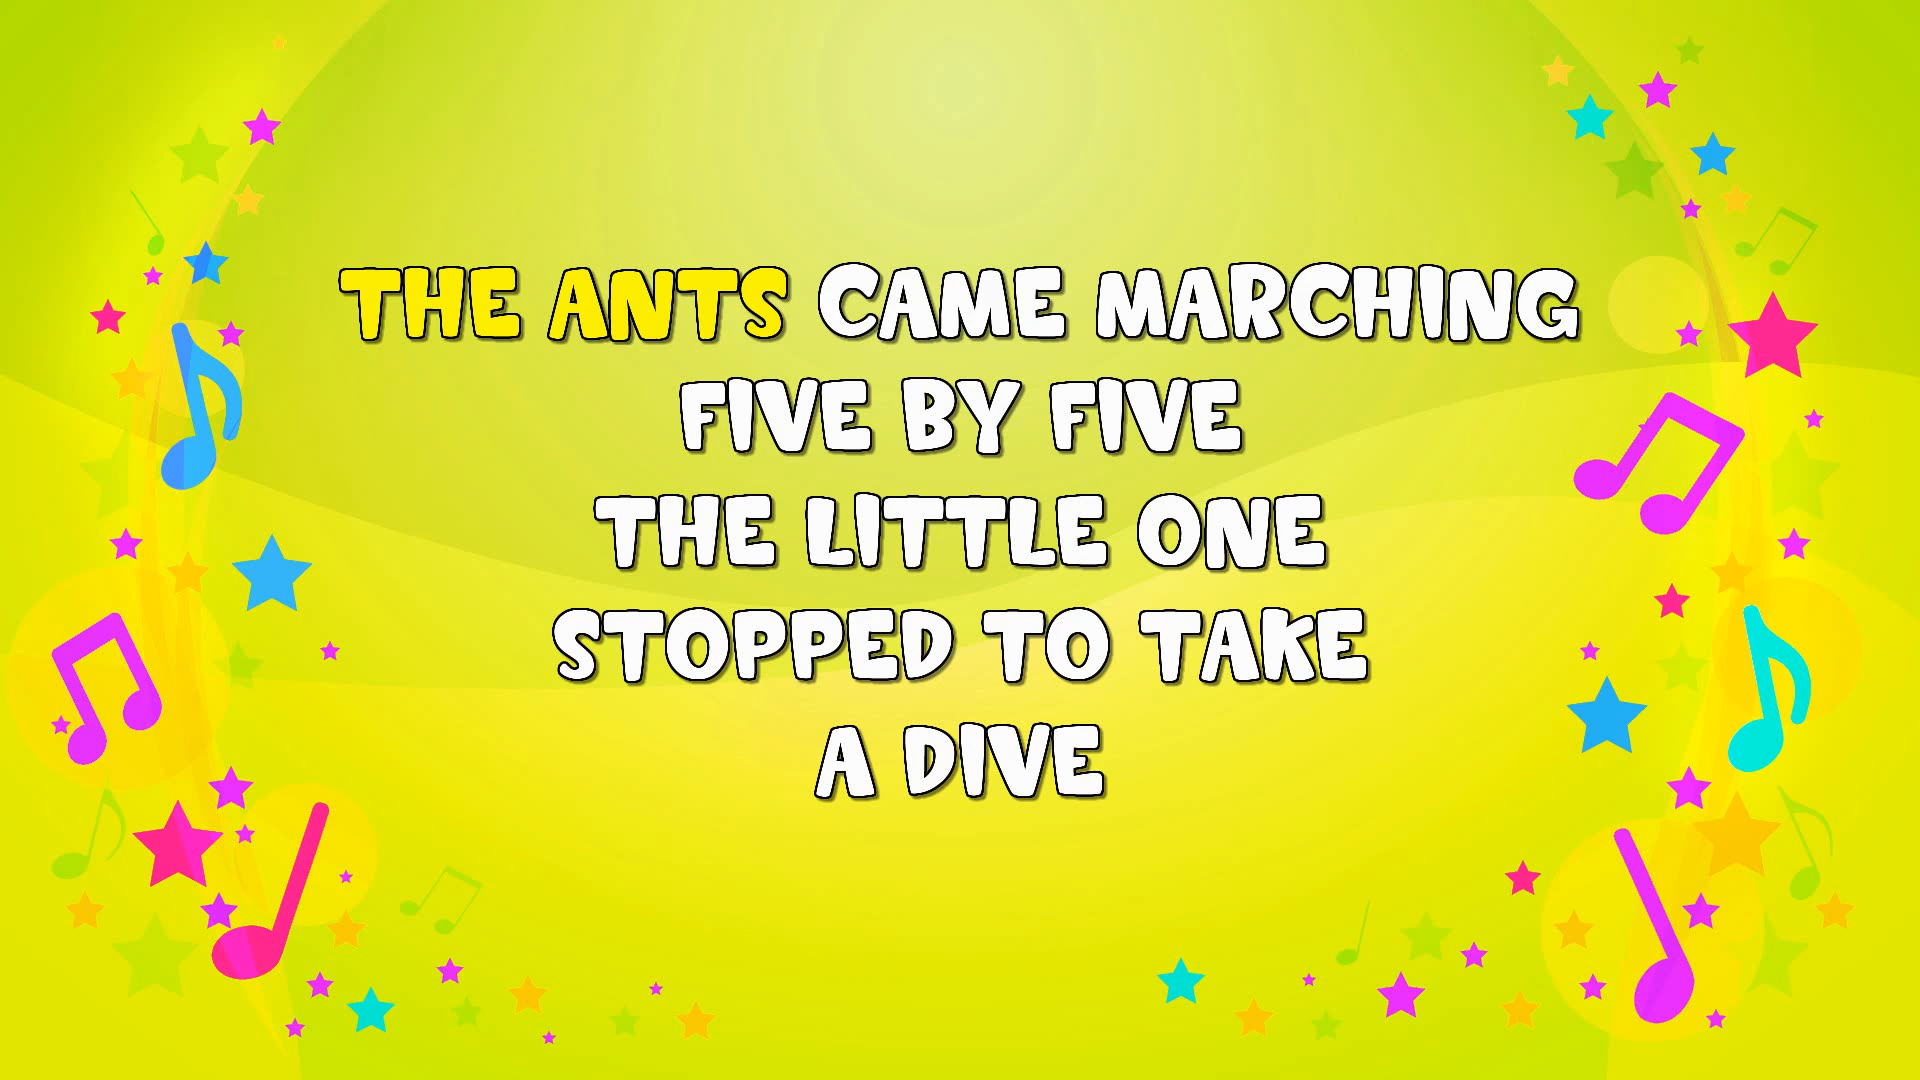 THE ANTS CAME MARCHING
FIVE BY FIVE
THE LITTLE ONE
STOPPED TO TAKE
A DIVE